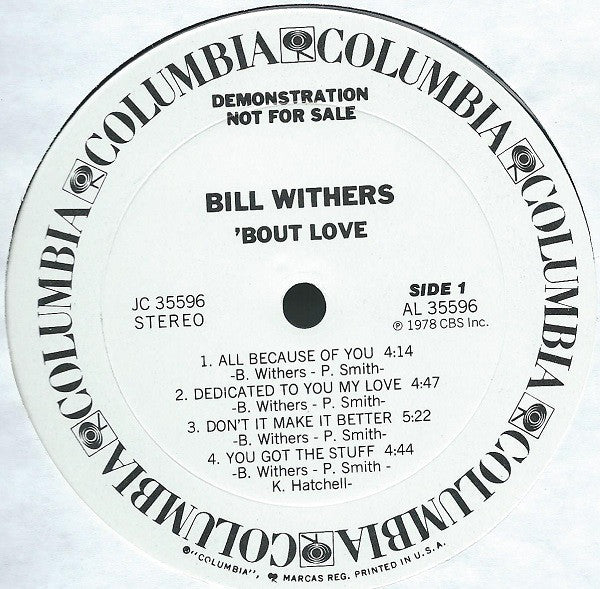 COLUMBIA COLUMBIA COLUMBIA COLUMBIA COLUMBIA COLUMBIA COLUMBIA COLUMBIA
DEMONSTRATION
NOT FOR SALE
BILL WITHERS
'BOUT LOVE
JC 35596
STEREO
SIDE 1
AL 35596
℗ 1978 CBS Inc.
1. ALL BECAUSE OF YOU 4:14
-B. Withers - P. Smith-
2. DEDICATED TO YOU MY LOVE 4:47
-B. Withers - P. Smith-
3. DON'T IT MAKE IT BETTER 5:22
-B. Withers - P. Smith-
4. YOU GOT THE STUFF 4:44
-B. Withers - P. Smith -
K. Hatchell-
®"COLUMBIA", MARCAS REG. PRINTED IN U.S.A.